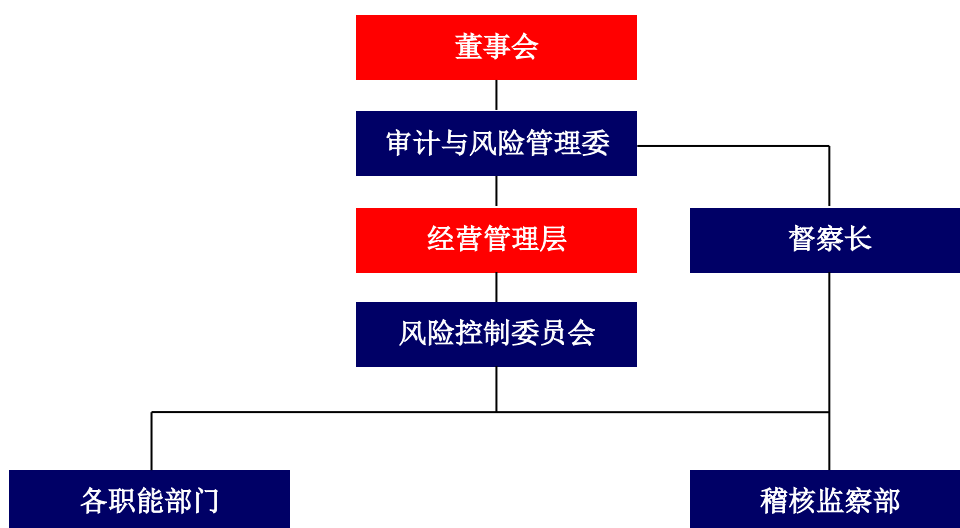 董事会
审计与风险管理委
经营管理层
督察长
风险控制委员会
各职能部门
稽核监察部